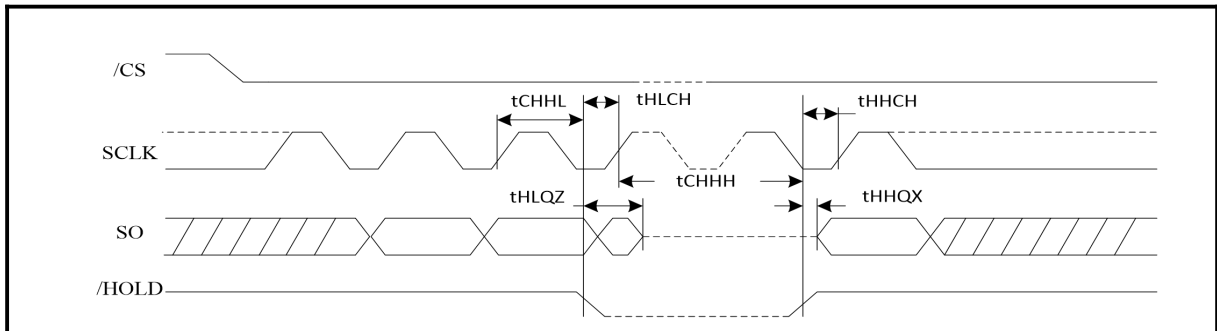 /CS
tCHHL
tHLCH
tHHCH
SCLK
tCHHH
tHLQZ
tHHQX
SO
/HOLD